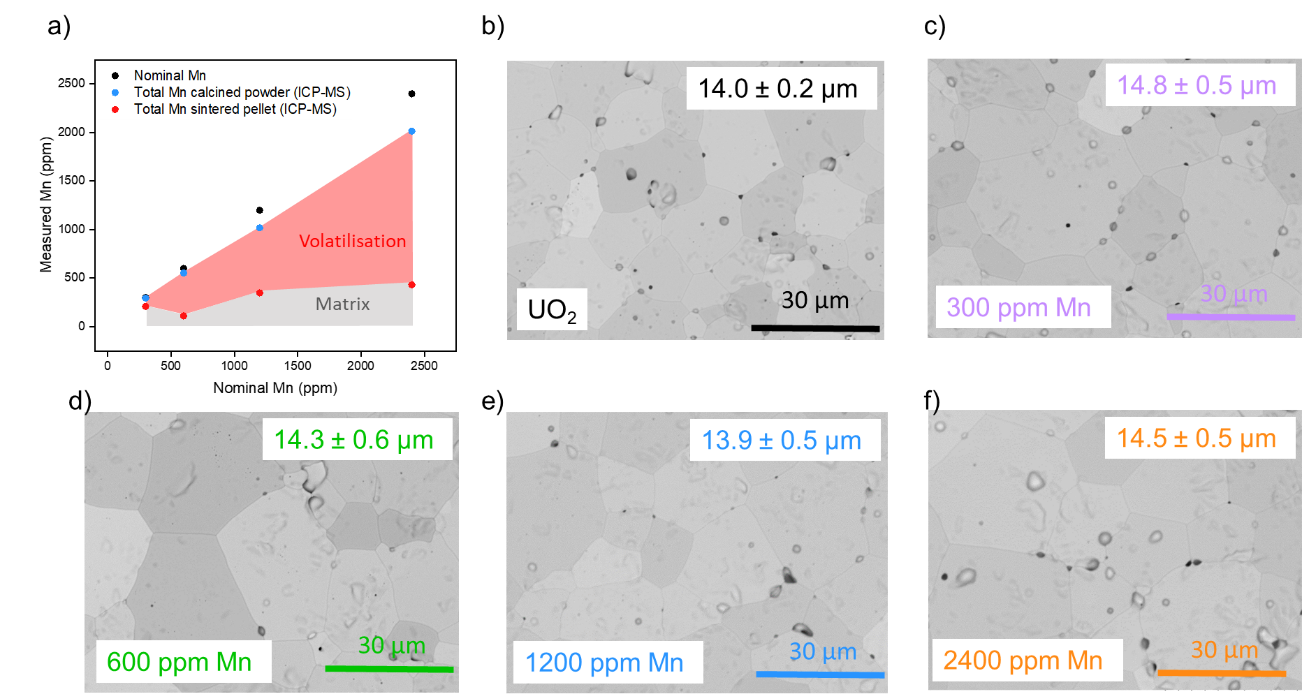 a)
Nominal Mn
Total Mn calcined powder (ICP-MS)
Total Mn sintered pellet (ICP-MS)
Volatilisation
Matrix
2500
2000
1500
1000
500
0
Measured Mn (ppm)
0 500 1000 1500 2000 2500
Nominal Mn (ppm)
b)
14.0 ± 0.2 µm
UO₂
30 µm
c)
14.8 ± 0.5 µm
300 ppm Mn
30 µm
d)
14.3 ± 0.6 µm
600 ppm Mn
30 µm
e)
13.9 ± 0.5 µm
1200 ppm Mn
30 µm
f)
14.5 ± 0.5 µm
2400 ppm Mn
30 µm